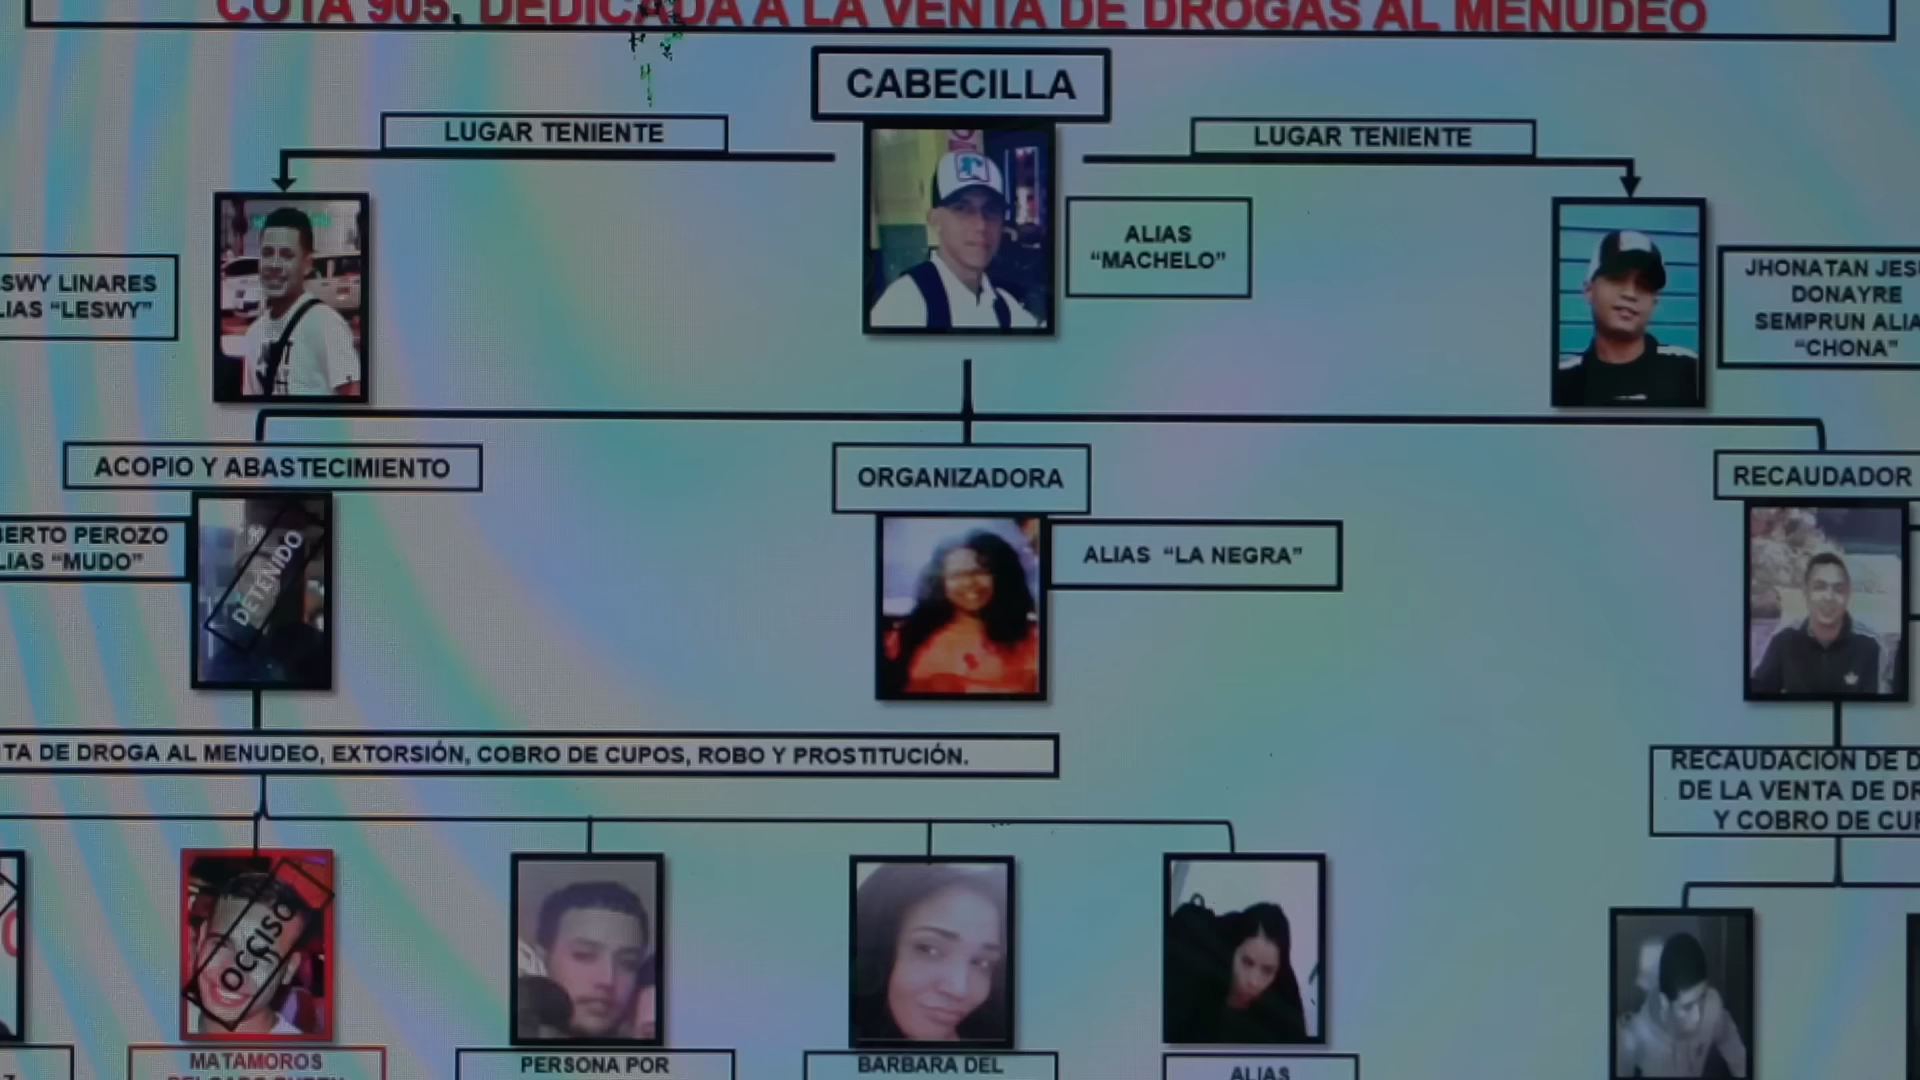 COTA 905, DEDICADA A LA VENTA DE DROGAS AL MENUDEO
CABECILLA
LUGAR TENIENTE
LUGAR TENIENTE
ALIAS
“MACHELO”
SWY LINARES
LIAS “LESWY”
JHONATAN JES
DONAYRE
SEMPRUN ALIA
“CHONA”
ACOPIO Y ABASTECIMIENTO
ORGANIZADORA
RECAUDADOR
BERTO PEROZO
LIAS “MUDO”
DETENIDO
ALIAS “LA NEGRA”
TA DE DROGA AL MENUDEO, EXTORSIÓN, COBRO DE CUPOS, ROBO Y PROSTITUCIÓN.
RECAUDACION DE D
DE LA VENTA DE DR
Y COBRO DE CUP
OCCISO
MATAMOROS
PERSONA POR
BARBARA DEL
ALIAS